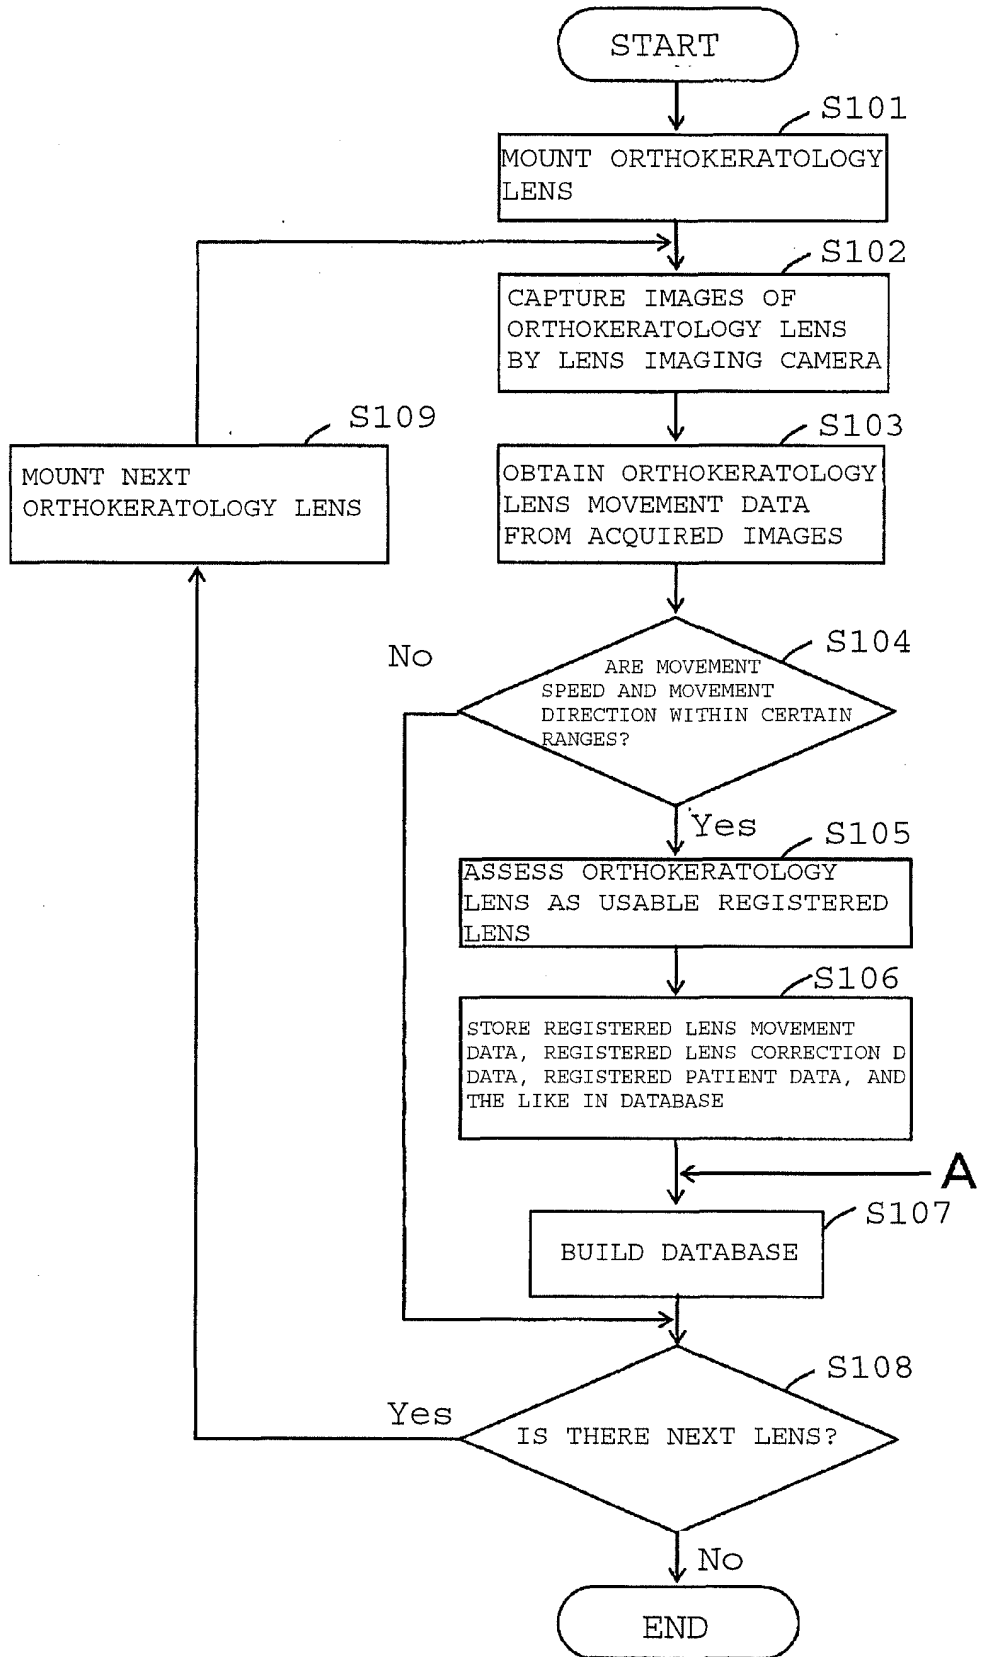 START
S101
MOUNT ORTHOKERATOLOGY
LENS
S102
CAPTURE IMAGES OF
ORTHOKERATOLOGY LENS
BY LENS IMAGING CAMERA
S109
MOUNT NEXT
ORTHOKERATOLOGY LENS
S103
OBTAIN ORTHOKERATOLOGY
LENS MOVEMENT DATA
FROM ACQUIRED IMAGES
S104
No
ARE MOVEMENT
SPEED AND MOVEMENT
DIRECTION WITHIN CERTAIN
RANGES?
Yes
S105
ASSESS ORTHOKERATOLOGY
LENS AS USABLE REGISTERED
LENS
S106
STORE REGISTERED LENS MOVEMENT
DATA, REGISTERED LENS CORRECTION D
DATA, REGISTERED PATIENT DATA, AND
THE LIKE IN DATABASE
A
S107
BUILD DATABASE
S108
Yes
IS THERE NEXT LENS?
No
END